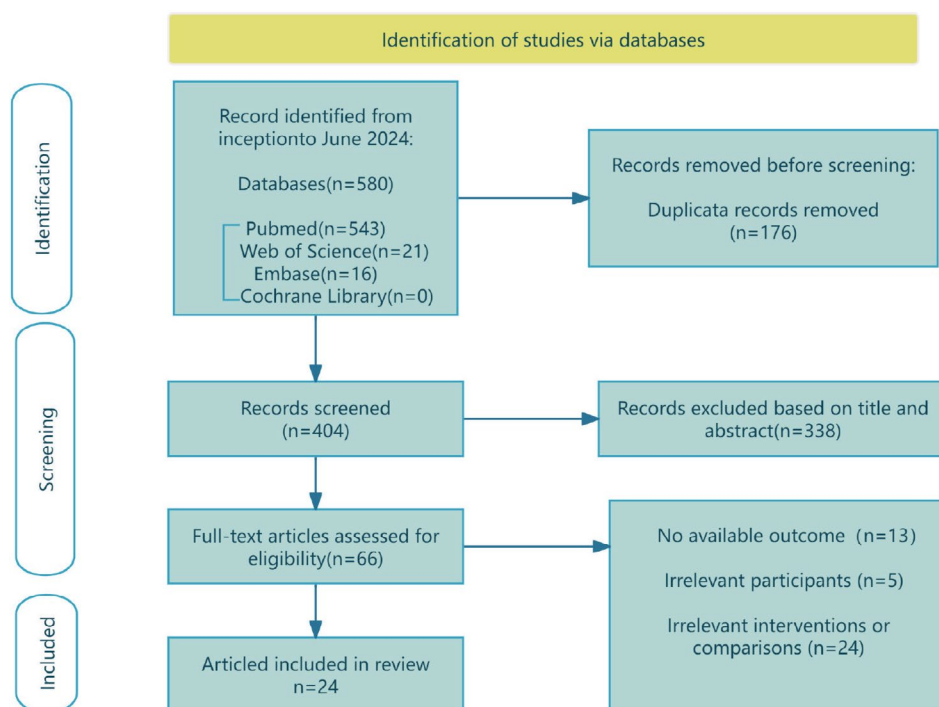 Identification of studies via databases
Identification
Record identified from
inceptionto June 2024:
Databases(n=580)
Pubmed(n=543)
Web of Science(n=21)
Embase(n=16)
Cochrane Library(n=0)
Records removed before screening:
Duplicata records removed
(n=176)
Screening
Records screened
(n=404)
Records excluded based on title and
abstract(n=338)
Full-text articles assessed for
eligibility(n=66)
No available outcome (n=13)
Irrelevant participants (n=5)
Irrelevant interventions or
comparisons (n=24)
Included
Articled included in review
n=24